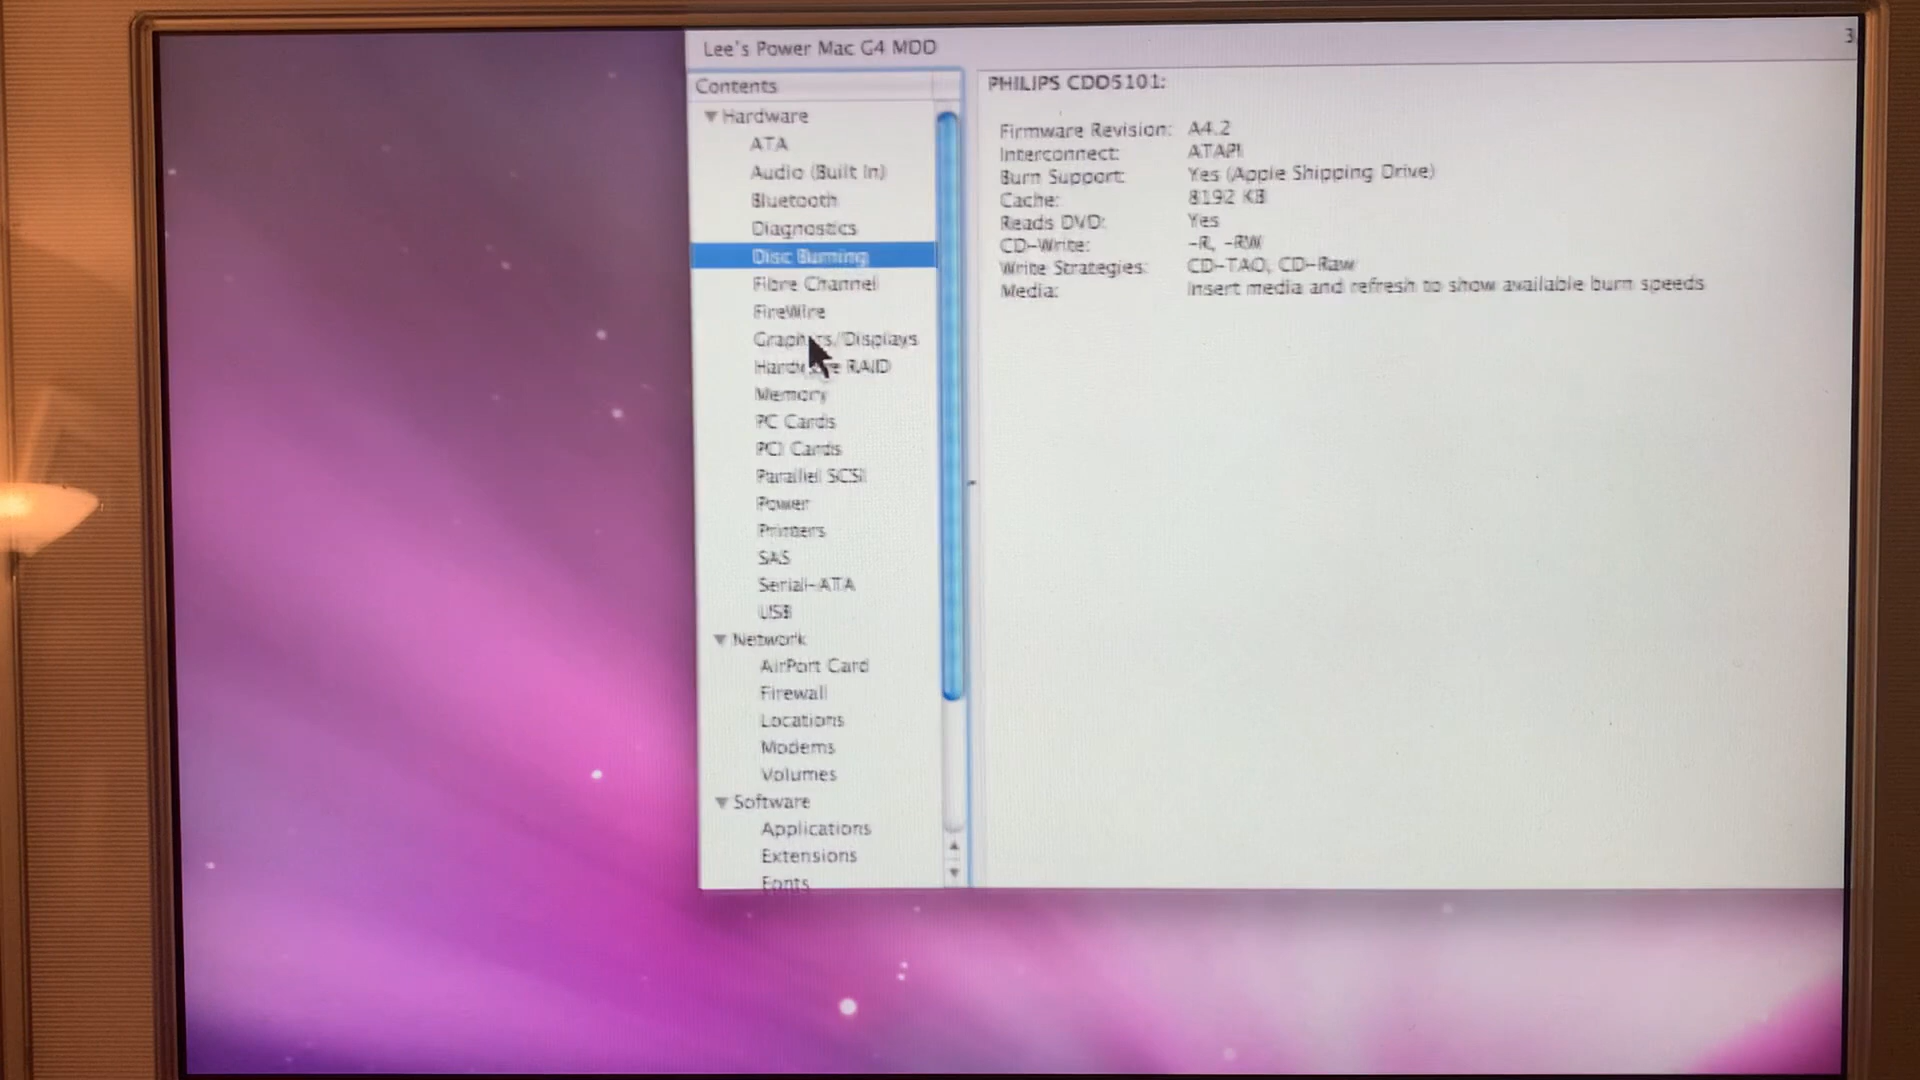 Lee's Power Mac G4 MDD
3
Contents
Hardware
ATA
Audio (Built In)
Bluetooth
Diagnostics
Disc Burning
Fibre Channel
FireWire
Graphics/Displays
Hardware RAID
Memory
PC Cards
PCI Cards
Parallel SCSI
Power
Printers
SAS
Serial-ATA
USB
Network
AirPort Card
Firewall
Locations
Modems
Volumes
Software
Applications
Extensions
Fonts
PHILIPS CDD5101:
Firmware Revision: A4.2
Interconnect: ATAPI
Burn Support: Yes (Apple Shipping Drive)
Cache: 8192 KB
Reads DVD: Yes
CD-Write: -R, -RW
Write Strategies: CD-TAO, CD-Raw
Media: Insert media and refresh to show available burn speeds